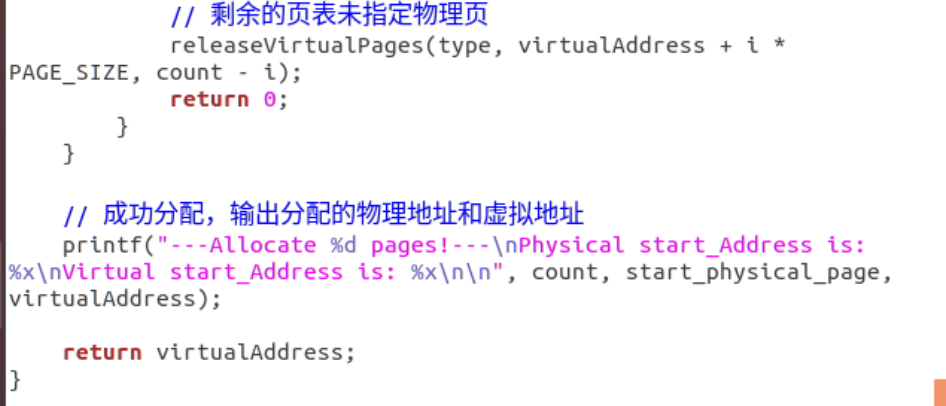 // 剩余的页表未指定物理页
releaseVirtualPages(type, virtualAddress + i *
PAGE_SIZE, count - i);
return 0;
}
}
// 成功分配，输出分配的物理地址和虚拟地址
printf("---Allocate %d pages!---\nPhysical start_Address is:
%x\nVirtual start_Address is: %x\n\n", count, start_physical_page,
virtualAddress);
return virtualAddress;
}